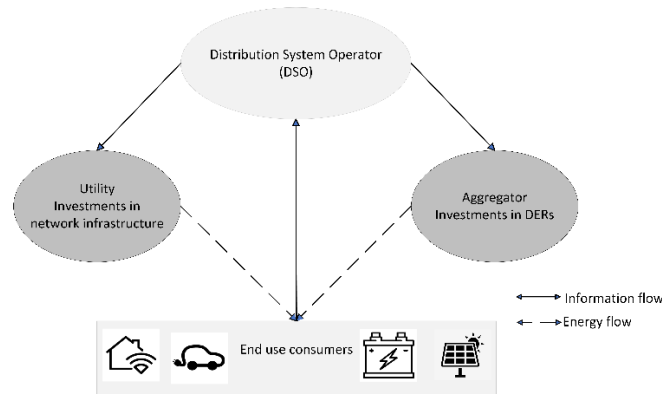 Distribution System Operator
(DSO)
Utility
Investments in
network infrastructure
Aggregator
Investments in DERs
Information flow
Energy flow
End use consumers